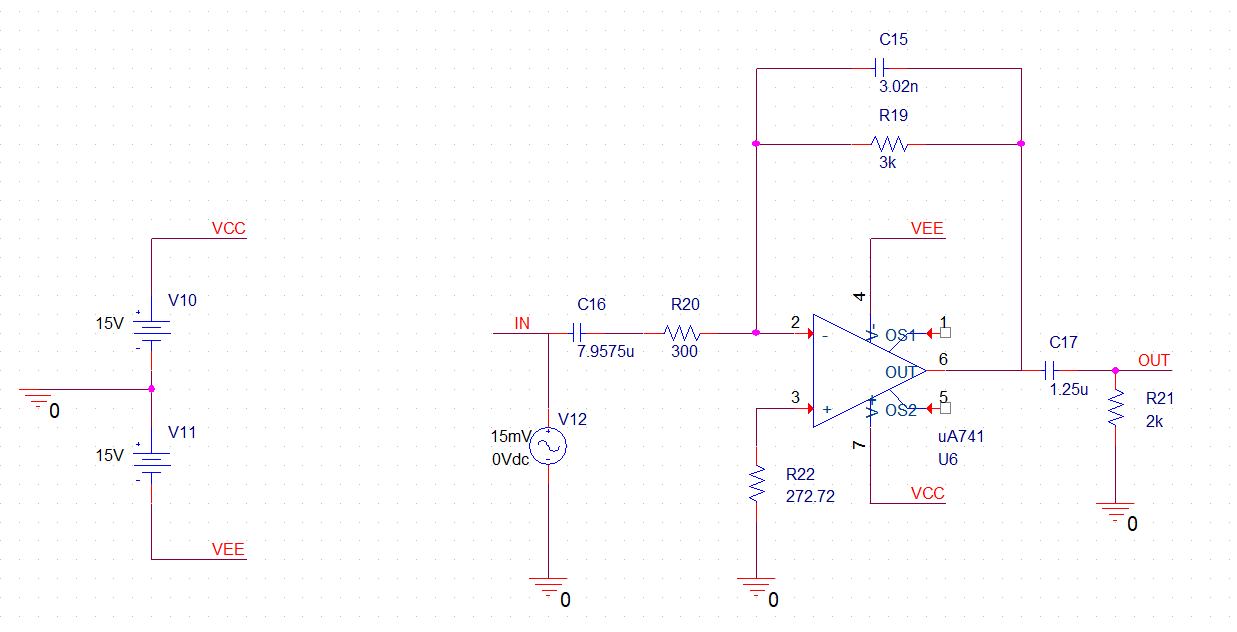 C15
3.02n
R19
3k
VCC
V10
15V
0
V11
15V
VEE
IN
C16
7.9575u
R20
300
V12
15mV
0Vdc
0
VEE
4
2
-
V-
OS1
1
OUT
6
3
+
V+
OS2
5
7
uA741
U6
VCC
R22
272.72
0
C17
1.25u
OUT
R21
2k
0